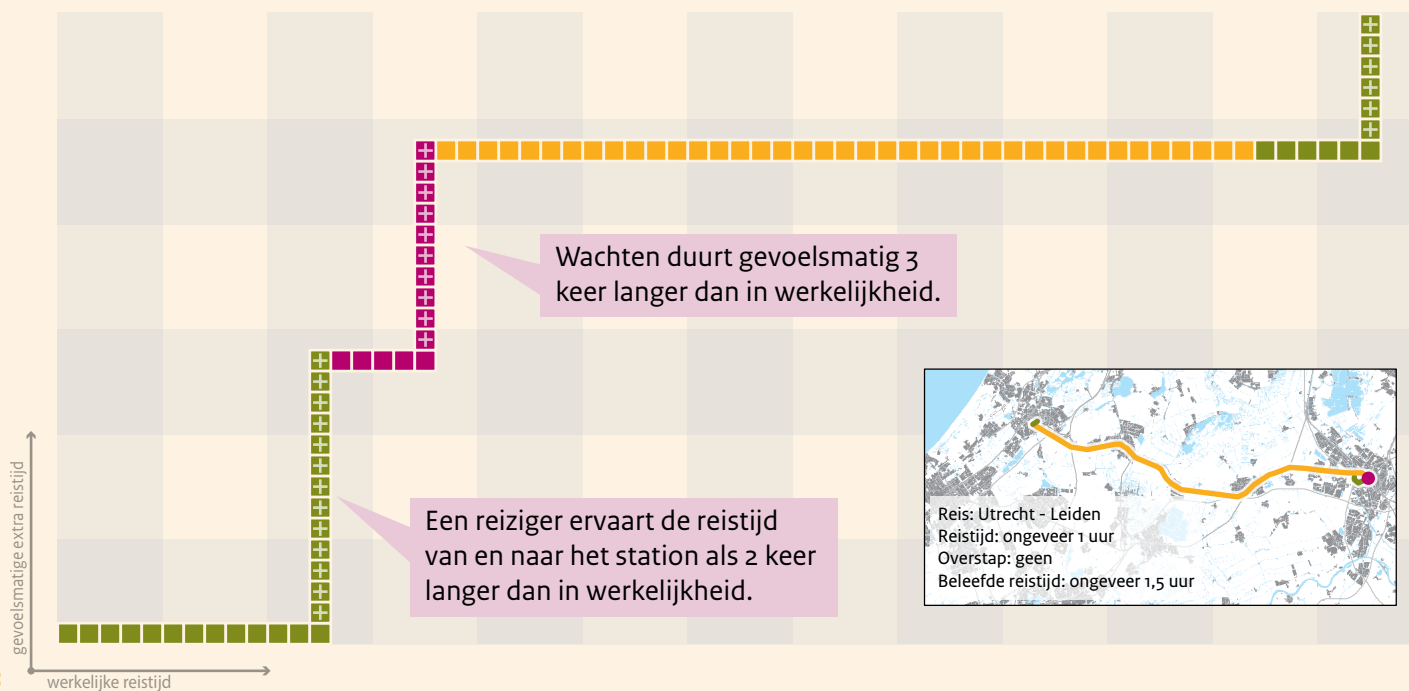 Wachten duurt gevoelsmatig 3
keer langer dan in werkelijkheid.
Een reiziger ervaart de reistijd
van en naar het station als 2 keer
langer dan in werkelijkheid.
Reis: Utrecht - Leiden
Reistijd: ongeveer 1 uur
Overstap: geen
Beleefde reistijd: ongeveer 1,5 uur
gevoelsmatige extra reistijd
werkelijke reistijd